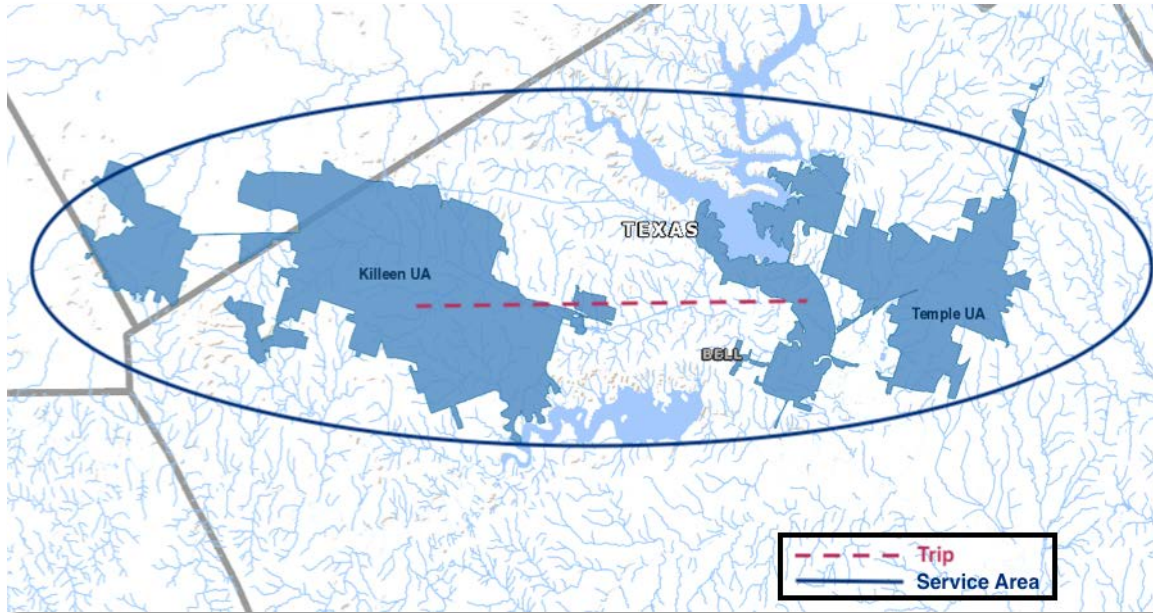 TEXAS
Killeen UA
Temple UA
BELL
Trip
Service Area